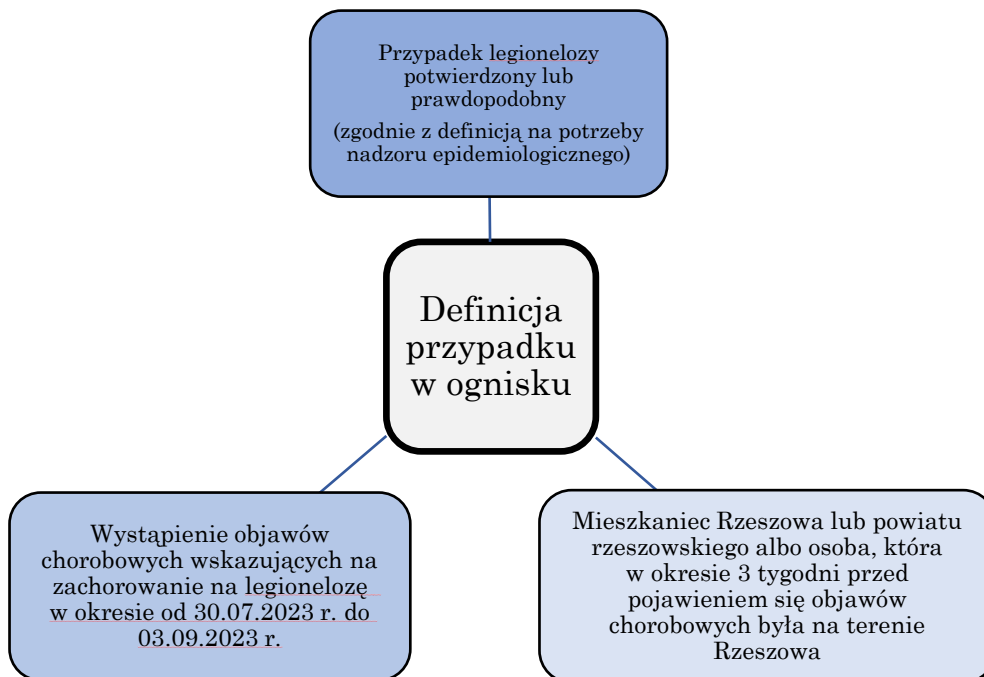 Przypadek legionelozy
potwierdzony lub
prawdopodobny
(zgodnie z definicją na potrzeby
nadzoru epidemiologicznego)
Definicja
przypadku
w ognisku
Wystąpienie objawów
chorobowych wskazujących na
zachorowanie na legionelozę
w okresie od 30.07.2023 r. do
03.09.2023 r.
Mieszkaniec Rzeszowa lub powiatu
rzeszowskiego albo osoba, która
w okresie 3 tygodni przed
pojawieniem się objawów
chorobowych była na terenie
Rzeszowa